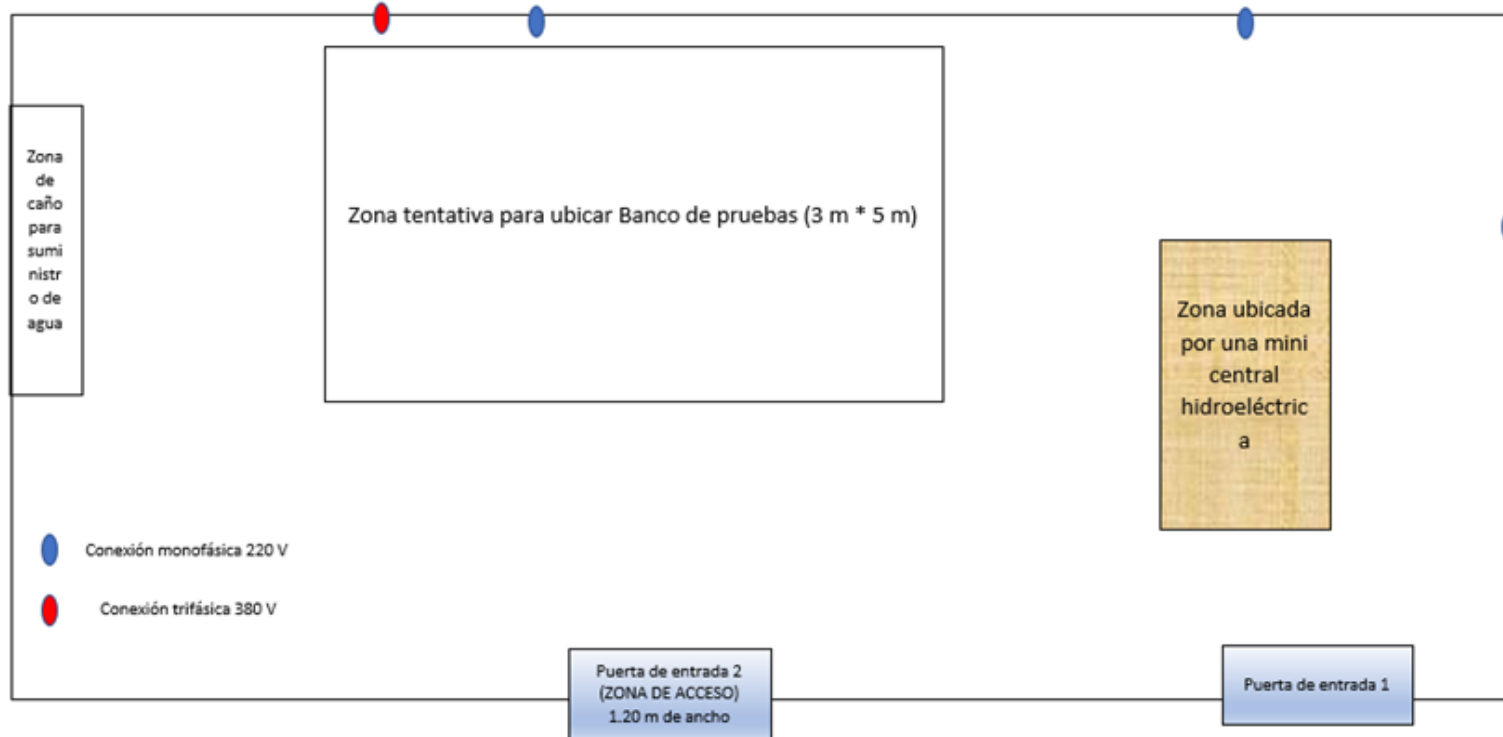 Zona
de
caño
para
sumi
nistr
o de
agua
Zona tentativa para ubicar Banco de pruebas (3 m * 5 m)
Zona ubicada
por una mini
central
hidroeléctric
a
Conexión monofásica 220 V
Conexión trifásica 380 V
Puerta de entrada 2
(ZONA DE ACCESO)
1.20 m de ancho
Puerta de entrada 1